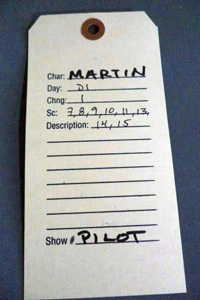 Char: MARTIN
Day: D1
Chng: 1
Sc: 7,8,9,10,11,13,
Description: 14,15
Show # PILOT